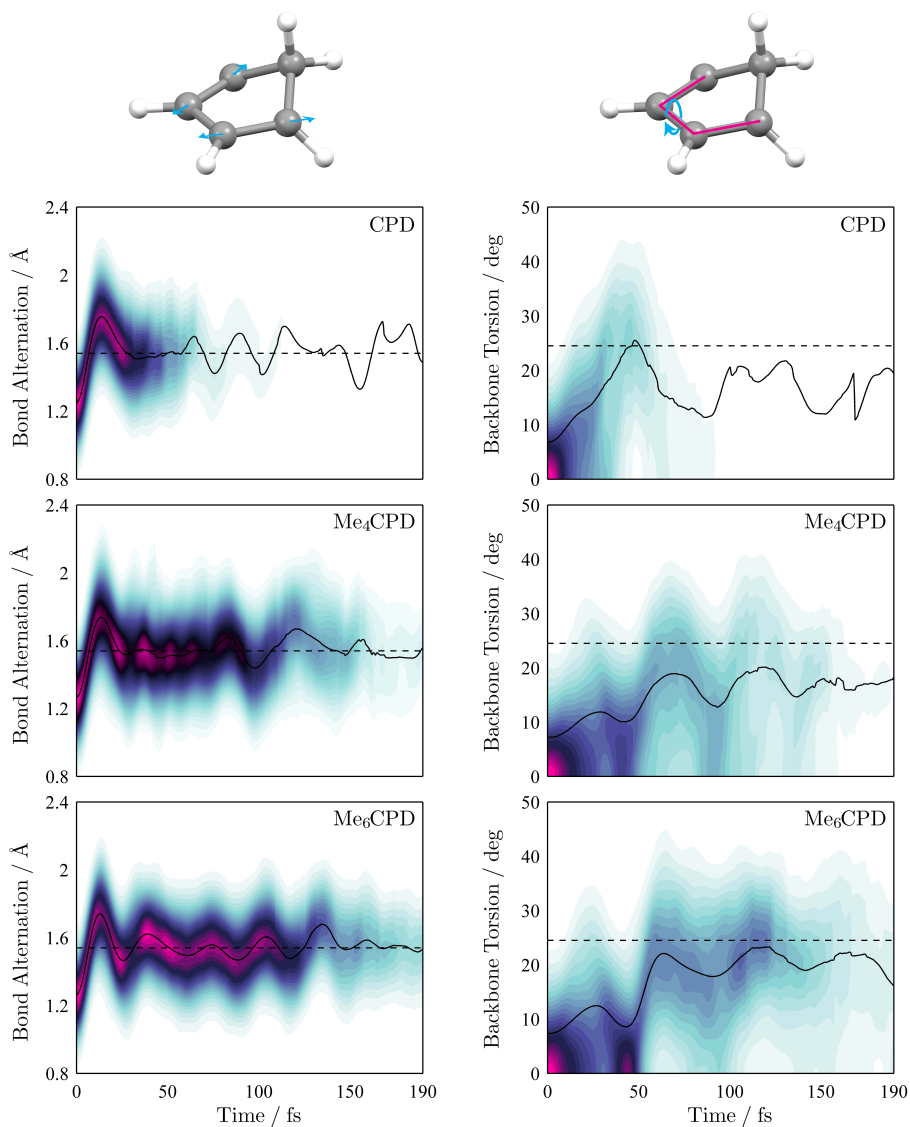 CPD
Bond Alternation / Å
2.4
2
1.6
1.2
0.8
CPD
Backbone Torsion / deg
50
40
30
20
10
0
Me₄CPD
Bond Alternation / Å
2.4
2
1.6
1.2
0.8
Me₄CPD
Backbone Torsion / deg
50
40
30
20
10
0
Me₆CPD
Bond Alternation / Å
2.4
2
1.6
1.2
0.8
0 50 100 150 190
Time / fs
Me₆CPD
Backbone Torsion / deg
50
40
30
20
10
0
0 50 100 150 190
Time / fs